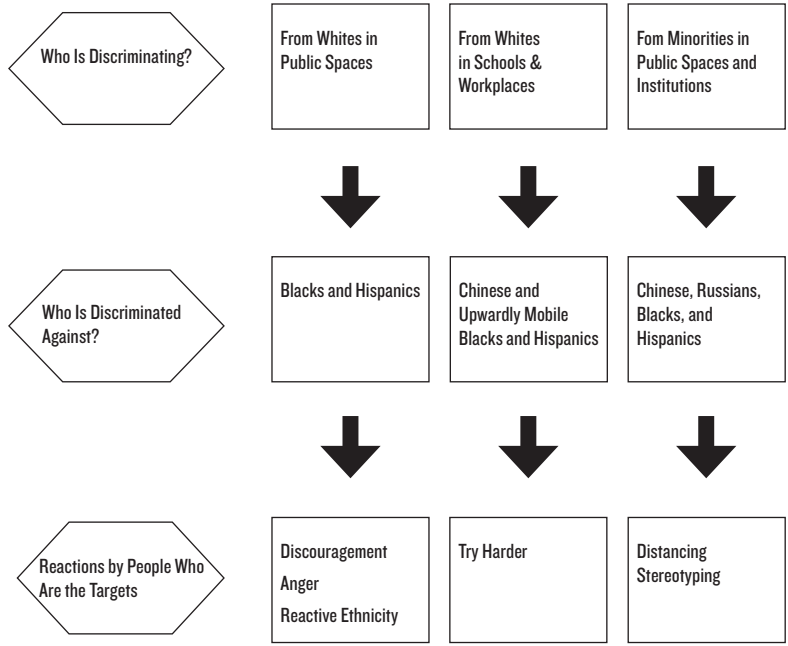 Who Is Discriminating?
From Whites in
Public Spaces
From Whites
in Schools &
Workplaces
Fom Minorities in
Public Spaces and
Institutions
Who Is Discriminated
Against?
Blacks and Hispanics
Chinese and
Upwardly Mobile
Blacks and Hispanics
Chinese, Russians,
Blacks, and
Hispanics
Reactions by People Who
Are the Targets
Discouragement
Anger
Reactive Ethnicity
Try Harder
Distancing
Stereotyping